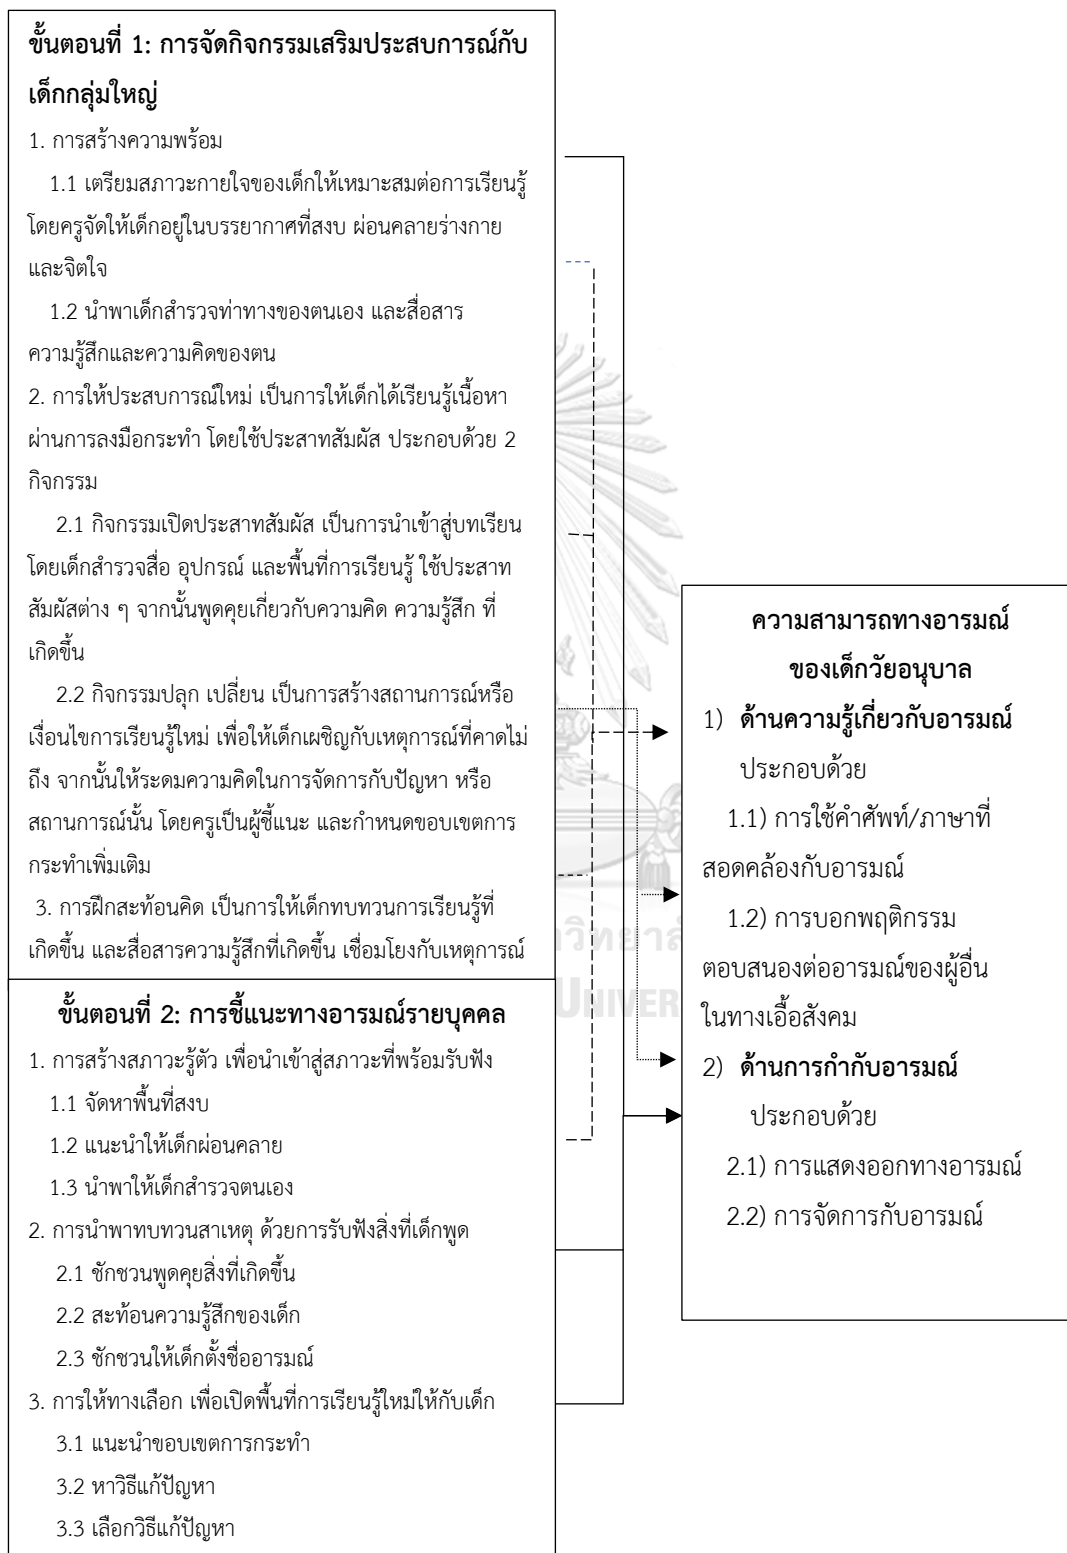 ขั้นตอนที่ 1: การจัดกิจกรรมเสริมประสบการณ์กับ
เด็กกลุ่มใหญ่
1. การสร้างความพร้อม
1.1 เตรียมสภาวะกายใจของเด็กให้เหมาะสมต่อการเรียนรู้
โดยครูจัดให้เด็กอยู่ในบรรยากาศที่สงบ ผ่อนคลายร่างกาย
และจิตใจ
1.2 นำพาเด็กสำรวจท่าทางของตนเอง และสื่อสาร
ความรู้สึกและความคิดของตน
2. การให้ประสบการณ์ใหม่ เป็นการให้เด็กได้เรียนรู้เนื้อหา
ผ่านการลงมือกระทำ โดยใช้ประสาทสัมผัส ประกอบด้วย 2
กิจกรรม
2.1 กิจกรรมเปิดประสาทสัมผัส เป็นการนำเข้าสู่บทเรียน
โดยเด็กสำรวจสื่อ อุปกรณ์ และพื้นที่การเรียนรู้ ใช้ประสาท
สัมผัสต่าง ๆ จากนั้นพูดคุยเกี่ยวกับความคิด ความรู้สึก ที่
เกิดขึ้น
2.2 กิจกรรมปลุก เปลี่ยน เป็นการสร้างสถานการณ์หรือ
เงื่อนไขการเรียนรู้ใหม่ เพื่อให้เด็กเผชิญกับเหตุการณ์ที่คาดไม่
ถึง จากนั้นให้ระดมความคิดในการจัดการกับปัญหา หรือ
สถานการณ์นั้น โดยครูเป็นผู้ชี้แนะ และกำหนดขอบเขตการ
กระทำเพิ่มเติม
3. การฝึกสะท้อนคิด เป็นการให้เด็กทบทวนการเรียนรู้ที่
เกิดขึ้น และสื่อสารความรู้สึกที่เกิดขึ้น เชื่อมโยงกับเหตุการณ์
ขั้นตอนที่ 2: การชี้แนะทางอารมณ์รายบุคคล
1. การสร้างสภาวะรู้ตัว เพื่อนำเข้าสู่สภาวะที่พร้อมรับฟัง
1.1 จัดหาพื้นที่สงบ
1.2 แนะนำให้เด็กผ่อนคลาย
1.3 นำพาให้เด็กสำรวจตนเอง
2. การนำพาทบทวนสาเหตุ ด้วยการรับฟังสิ่งที่เด็กพูด
2.1 ชักชวนพูดคุยสิ่งที่เกิดขึ้น
2.2 สะท้อนความรู้สึกของเด็ก
2.3 ชักชวนให้เด็กตั้งชื่ออารมณ์
3. การให้ทางเลือก เพื่อเปิดพื้นที่การเรียนรู้ใหม่ให้กับเด็ก
3.1 แนะนำขอบเขตการกระทำ
3.2 หาวิธีแก้ปัญหา
3.3 เลือกวิธีแก้ปัญหา
ความสามารถทางอารมณ์
ของเด็กวัยอนุบาล
1) ด้านความรู้เกี่ยวกับอารมณ์
ประกอบด้วย
1.1) การใช้คำศัพท์/ภาษาที่
สอดคล้องกับอารมณ์
1.2) การบอกพฤติกรรม
ตอบสนองต่ออารมณ์ของผู้อื่น
ในทางเอื้อสังคม
2) ด้านการกำกับอารมณ์
ประกอบด้วย
2.1) การแสดงออกทางอารมณ์
2.2) การจัดการกับอารมณ์